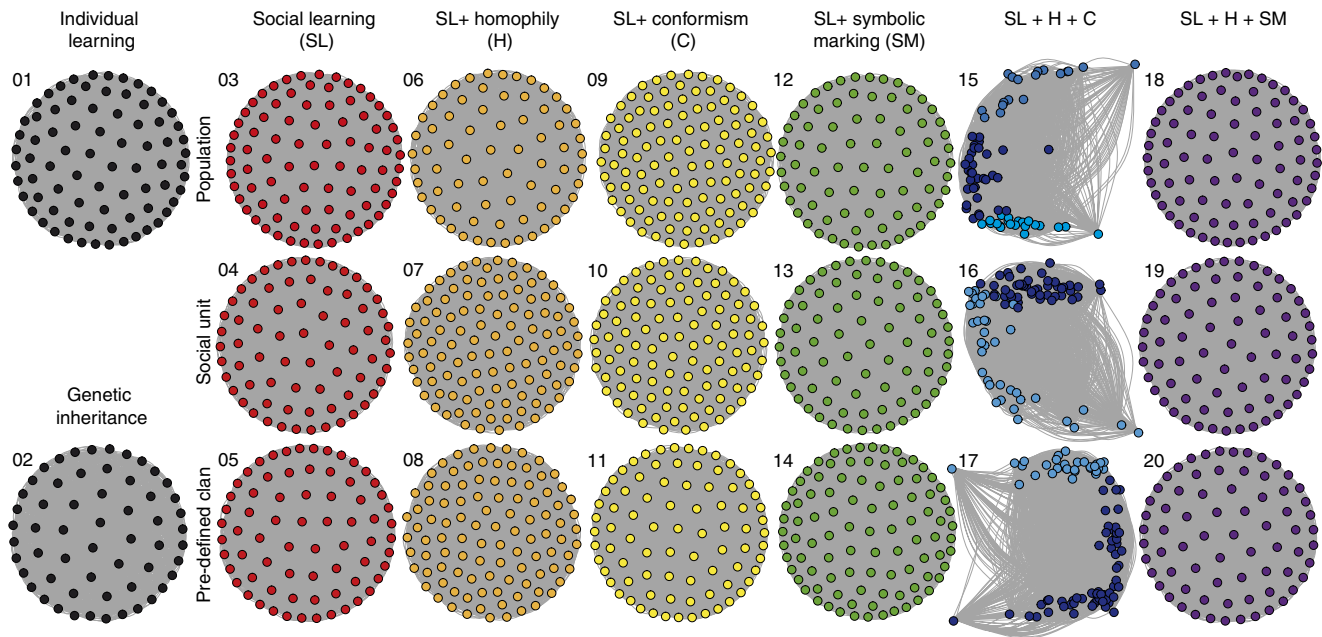 Individual
learning
Social learning
(SL)
SL+ homophily
(H)
SL+ conformism
(C)
SL+ symbolic
marking (SM)
SL + H + C
SL + H + SM
01
03
06
09
12
15
18
Population
04
07
10
13
16
19
Social unit
Genetic
inheritance
02
05
08
11
14
17
20
Pre-defined clan